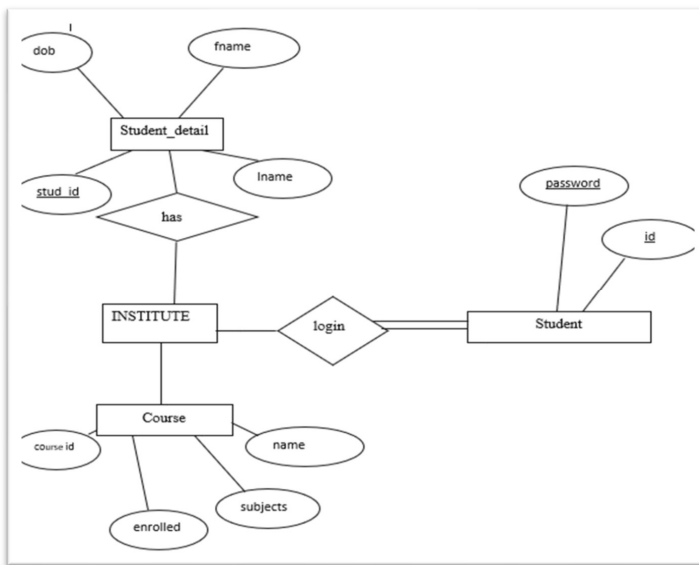 dob
fname
Student_detail
stud_id
lname
has
password
id
INSTITUTE
login
Student
Course
course id
name
subjects
enrolled